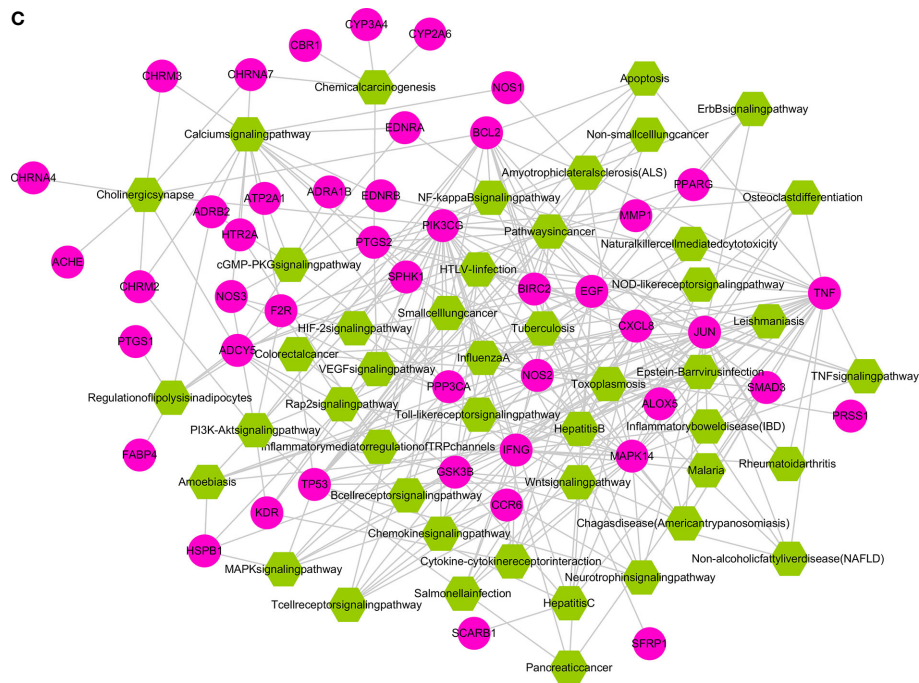 C
CYP3A4
CYP2A6
CBR1
CHRM3
CHRNA7
Chemicalcarcinogenesis
NOS1
Apoptosis
ErbBsignalingpathway
Calciumsignalingpathway
EDNRA
BCL2
Non-smallcelllungcancer
CHRNA4
Cholinergicsynapse
ADRB2
ATP2A1
ADRA1B
EDNRB
NF-kappaBsignalingpathway
Amyotrophiclateralsclerosis(ALS)
PPARG
Osteoclastdifferentiation
MMP1
HTR2A
PTGS2
PIK3CG
Pathwaysincancer
Naturalkillercellmediatedcytotoxicity
ACHE
cGMP-PKGsignalingpathway
CHRM2
NOS3
F2R
SPHK1
HTLV-Iinfection
BIRC2
EGF
NOD-likereceptorsignalingpathway
TNF
Smallcelllungcancer
HIF-2signalingpathway
Tuberculosis
CXCL8
JUN
Leishmaniasis
PTGS1
ADCY5
Colorectalcancer
VEGFsignalingpathway
InfluenzaA
NOS2
Toxoplasmosis
Epstein-Barrvirusinfection
TNFsignalingpathway
Regulationoflipolysisinadipocytes
Rap2signalingpathway
PPP3CA
SMAD3
ALOX5
PRSS1
PI3K-Aktsignalingpathway
Toll-likereceptorsignalingpathway
HepatitisB
Inflammatoryboweldisease(IBD)
FABP4
InflammatorymediatorregulationofTRPchannels
IFNG
MAPK14
Malaria
Rheumatoidarthritis
Amoebiasis
TP53
GSK3B
Wntsignalingpathway
Bcellreceptorsignalingpathway
KDR
CCR6
Chagasdisease(Americantrypanosomiasis)
Chemokinesignalingpathway
HSPB1
MAPKsignalingpathway
Cytokine-cytokinereceptorinteraction
Neurotrophinsignalingpathway
Non-alcoholicfattyliverdisease(NAFLD)
Tcellreceptorsignalingpathway
Salmonellainfection
HepatitisC
SCARB1
SFRP1
Pancreaticcancer